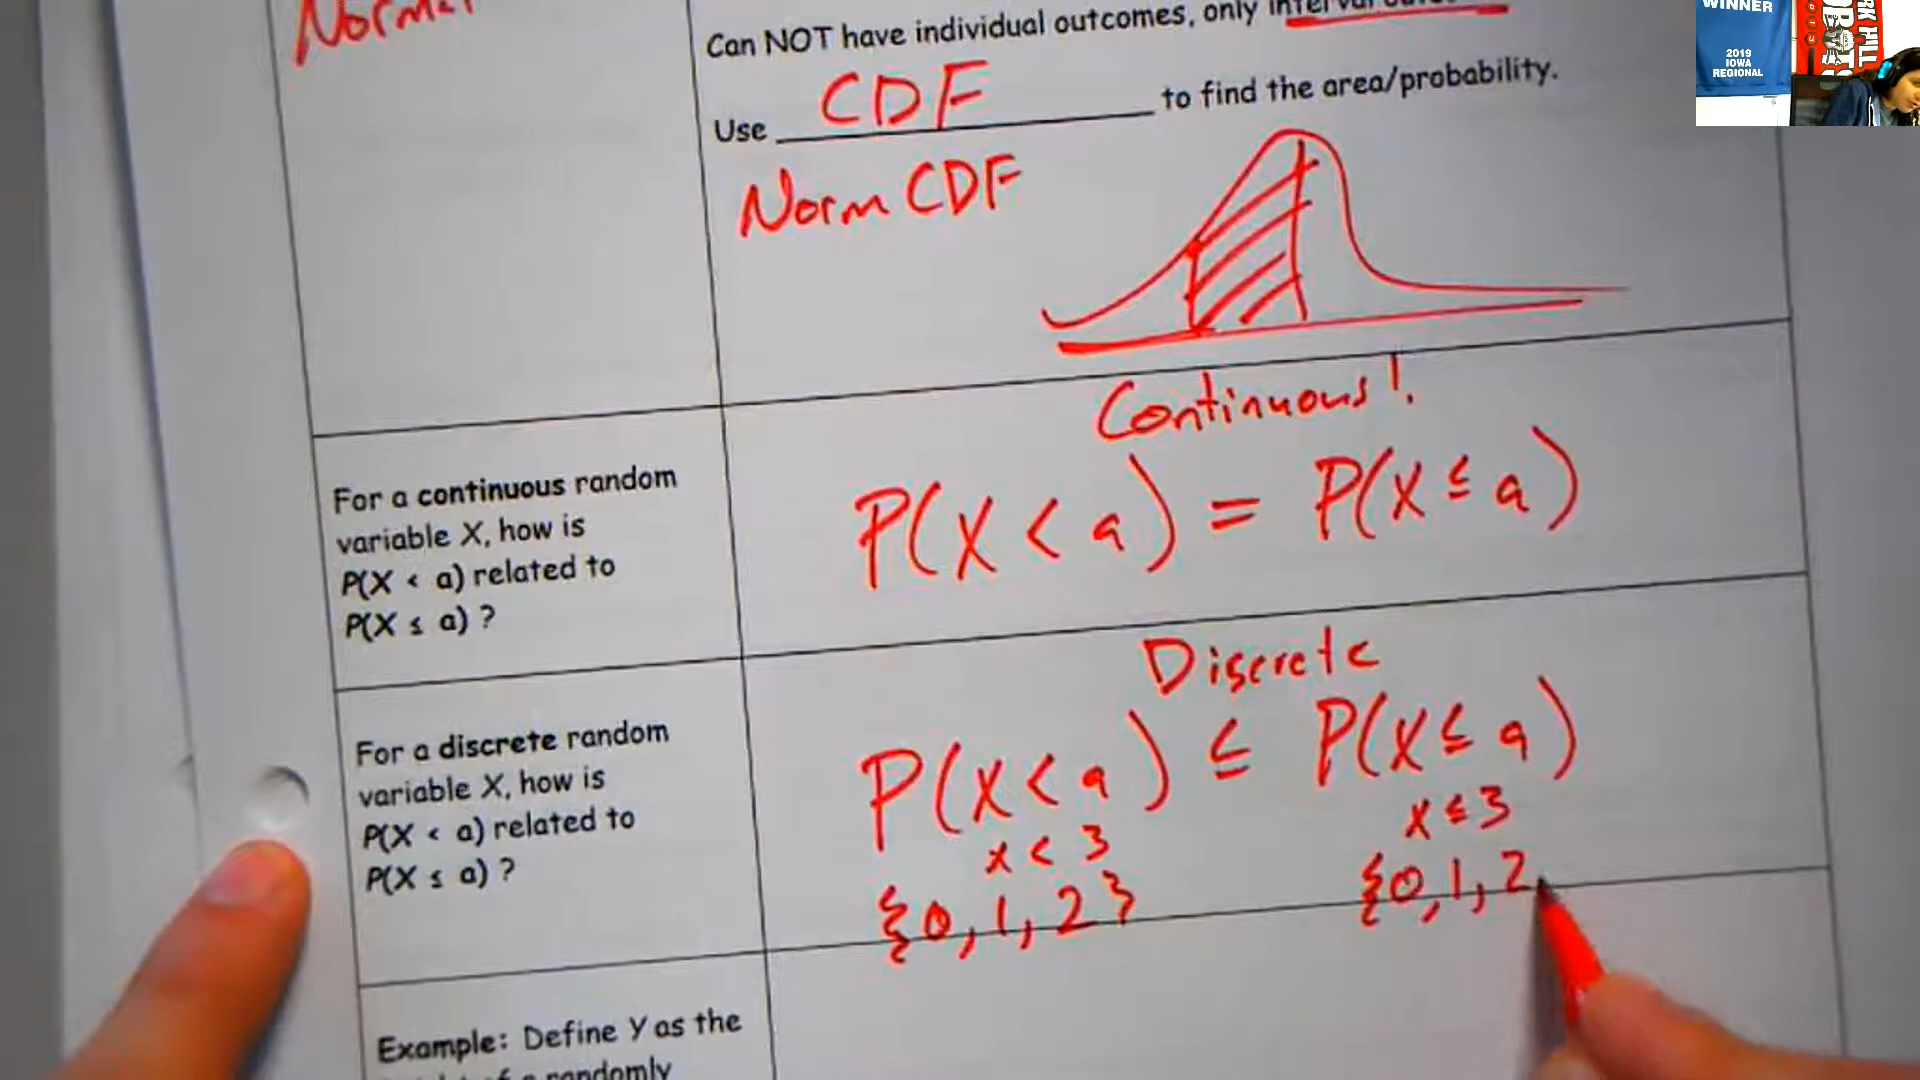 WINNER
2019
IOWA
REGIONAL
Normal
Can NOT have individual outcomes, only interval
Use CDF to find the area/probability.
Norm CDF
Continuous!
For a continuous random
variable X, how is
P(X < a) related to
P(X ≤ a) ?
P(X < a) = P(X ≤ a)
Discrete
For a discrete random
variable X, how is
P(X < a) related to
P(X ≤ a) ?
P(X < a) ≤ P(X ≤ a)
x < 3
x ≤ 3
{0, 1, 2}
{0, 1, 2,
Example: Define Y as the
randomly